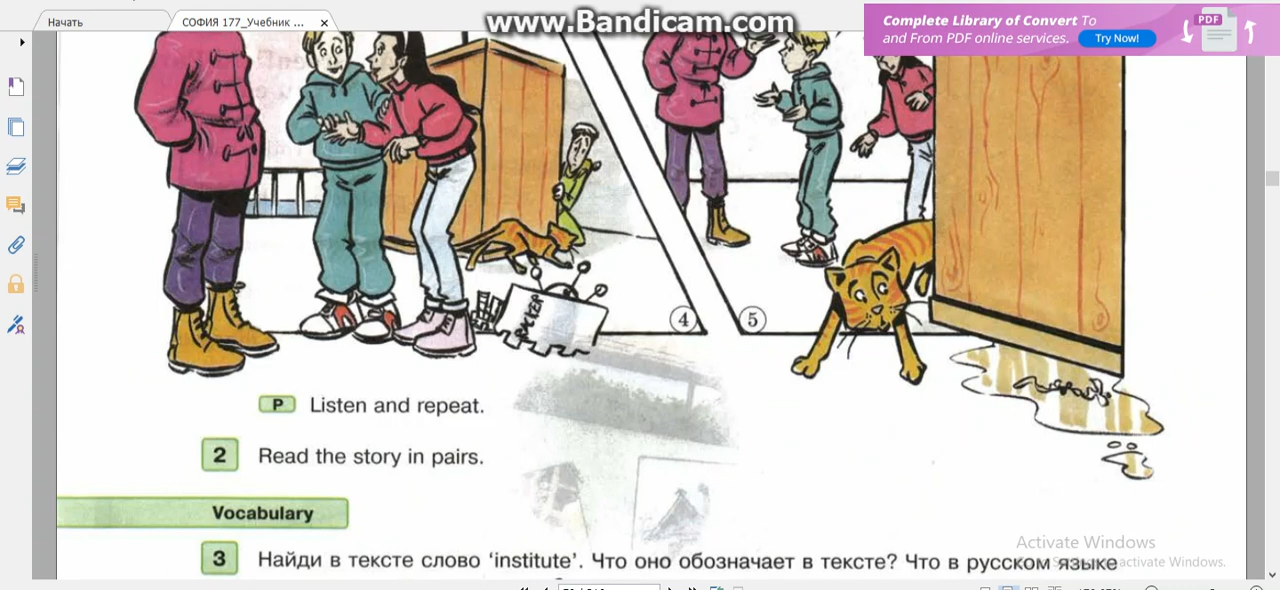 www.Bandicam.com
Начать
СОФИЯ 177_Учебник ...
Complete Library of Convert To
and From PDF online services.
Try Now!
PDF
4
5
P Listen and repeat.
2 Read the story in pairs.
Vocabulary
3 Найди в тексте слово ‘institute’. Что оно обозначает в тексте? Что в русском языке
Activate Windows
activate Windows.